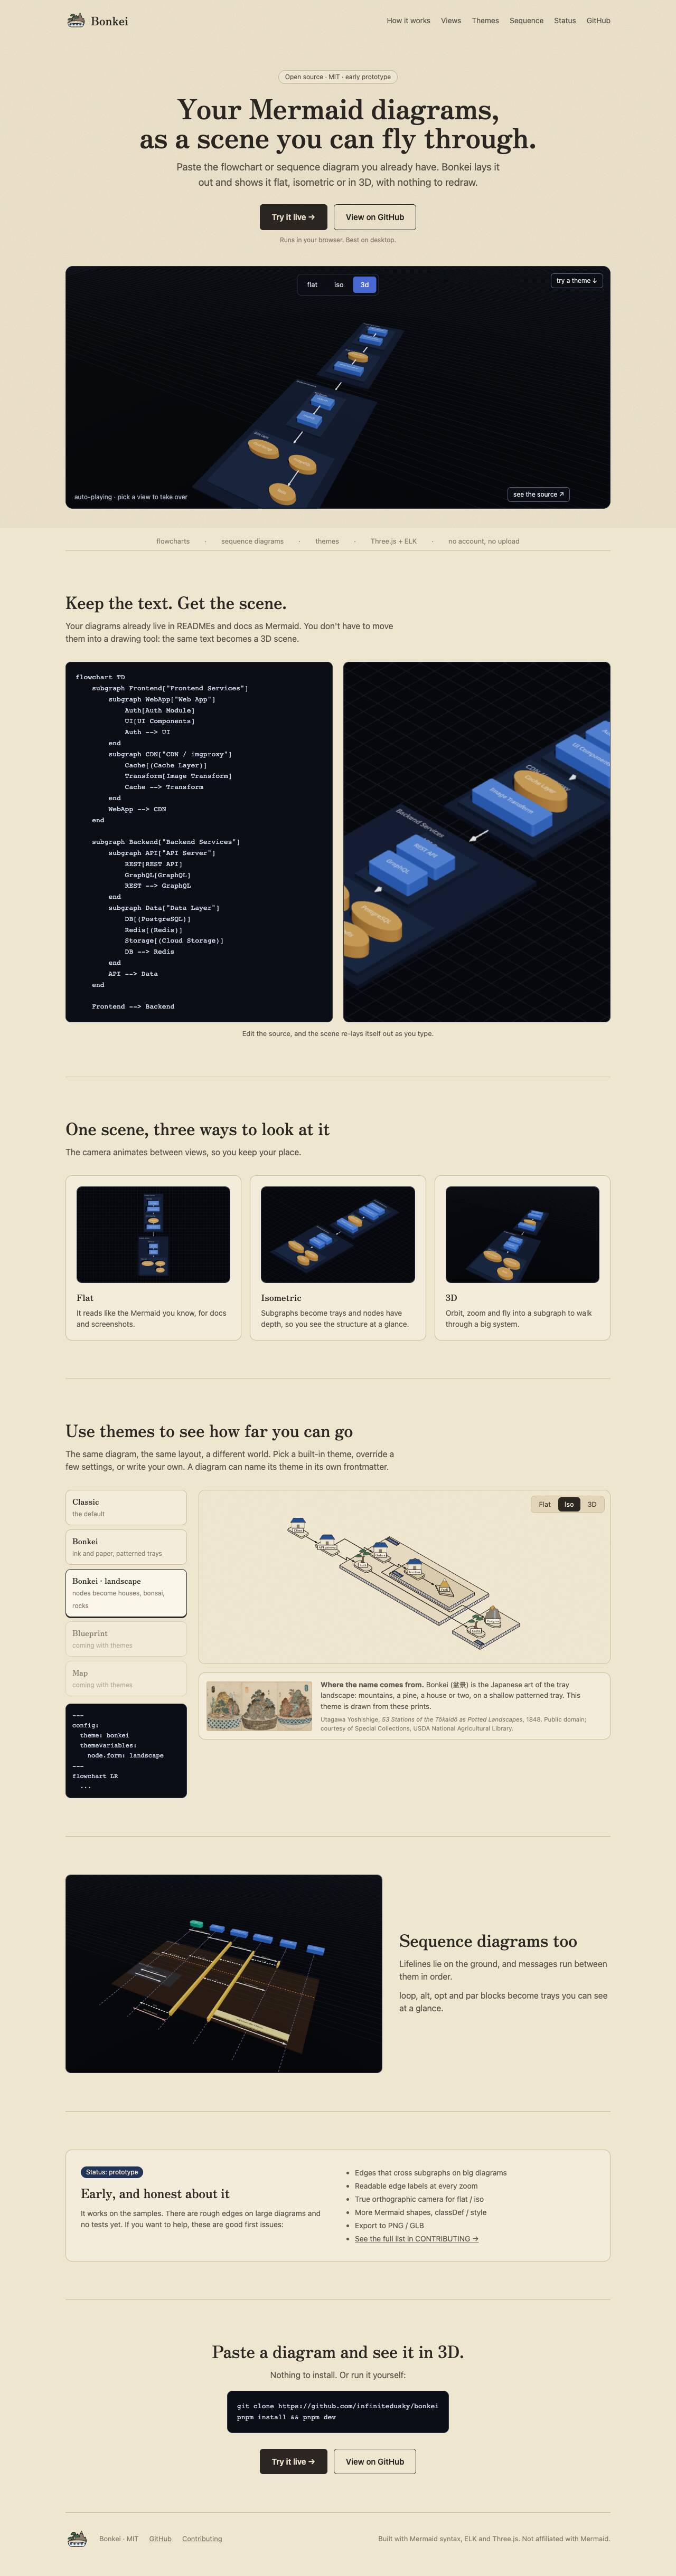 Bonkei
How it works
Views
Themes
Sequence
Status
GitHub
Open source · MIT · early prototype
Your Mermaid diagrams,
as a scene you can fly through.
Paste the flowchart or sequence diagram you already have. Bonkei lays it
out and shows it flat, isometric or in 3D, with nothing to redraw.
Try it live →
View on GitHub
Runs in your browser. Best on desktop.
flat
iso
3d
try a theme ↓
auto-playing · pick a view to take over
see the source ↗
flowcharts · sequence diagrams · themes · Three.js + ELK · no account, no upload
Keep the text. Get the scene.
Your diagrams already live in READMEs and docs as Mermaid. You don't have to move
them into a drawing tool: the same text becomes a 3D scene.
flowchart TD
subgraph Frontend["Frontend Services"]
subgraph WebApp["Web App"]
Auth[Auth Module]
UI[UI Components]
Auth --> UI
end
subgraph CDN["CDN / imgproxy"]
Cache[(Cache Layer)]
Transform[Image Transform]
Cache --> Transform
end
WebApp --> CDN
end
subgraph Backend["Backend Services"]
subgraph API["API Server"]
REST[REST API]
GraphQL[GraphQL]
REST --> GraphQL
end
subgraph Data["Data Layer"]
DB[(PostgreSQL)]
Redis[(Redis)]
Storage[(Cloud Storage)]
DB --> Redis
end
API --> Data
end
Frontend --> Backend
UI Components
Cache Layer
Image Transform
Backend Services
REST API
GraphQL
PostgreSQL
Edit the source, and the scene re-lays itself out as you type.
One scene, three ways to look at it
The camera animates between views, so you keep your place.
Flat
It reads like the Mermaid you know, for docs
and screenshots.
Isometric
Subgraphs become trays and nodes have
depth, so you see the structure at a glance.
3D
Orbit, zoom and fly into a subgraph to walk
through a big system.
Use themes to see how far you can go
The same diagram, the same layout, a different world. Pick a built-in theme, override a
few settings, or write your own. A diagram can name its theme in its own frontmatter.
Classic
the default
Bonkei
ink and paper, patterned trays
Bonkei · landscape
nodes become houses, bonsai,
rocks
Blueprint
coming with themes
Map
coming with themes
---
config:
theme: bonkei
themeVariables:
node.form: landscape
---
flowchart LR
...
Flat
Iso
3D
Where the name comes from. Bonkei (盆景) is the Japanese art of the tray
landscape: mountains, a pine, a house or two, on a shallow patterned tray. This
theme is drawn from these prints.
Utagawa Yoshishige, 53 Stations of the Tōkaidō as Potted Landscapes, 1848. Public domain;
courtesy of Special Collections, USDA National Agricultural Library.
Sequence diagrams too
Lifelines lie on the ground, and messages run between
them in order.
loop, alt, opt and par blocks become trays you can see
at a glance.
Status: prototype
Early, and honest about it
It works on the samples. There are rough edges on large diagrams and
no tests yet. If you want to help, these are good first issues:
• Edges that cross subgraphs on big diagrams
• Readable edge labels at every zoom
• True orthographic camera for flat / iso
• More Mermaid shapes, classDef / style
• Export to PNG / GLB
• See the full list in CONTRIBUTING →
Paste a diagram and see it in 3D.
Nothing to install. Or run it yourself:
git clone https://github.com/infinitedusky/bonkei
pnpm install && pnpm dev
Try it live →
View on GitHub
Bonkei · MIT
GitHub
Contributing
Built with Mermaid syntax, ELK and Three.js. Not affiliated with Mermaid.